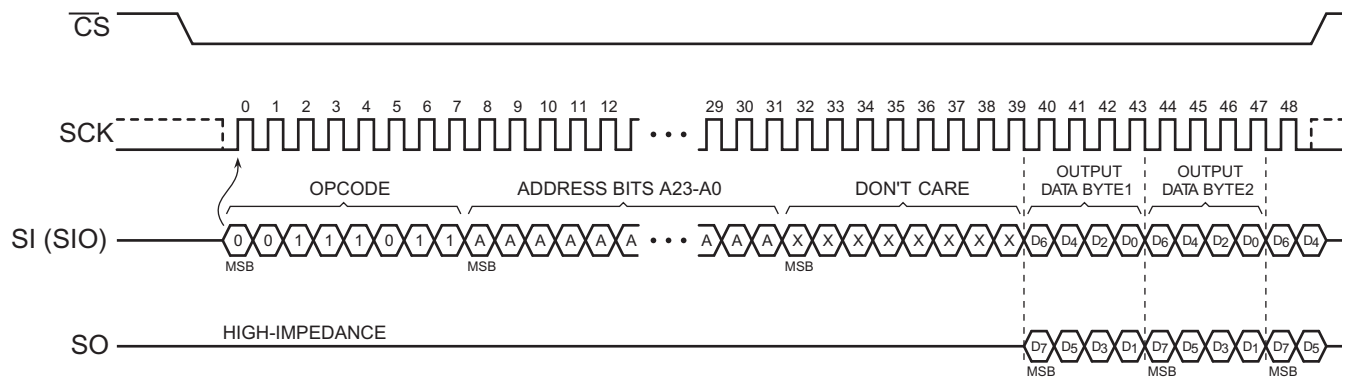 CS
0 1 2 3 4 5 6 7 8 9 10 11 12 29 30 31 32 33 34 35 36 37 38 39 40 41 42 43 44 45 46 47 48
SCK
• • •
OPCODE
ADDRESS BITS A23-A0
DON'T CARE
OUTPUT
DATA BYTE1
OUTPUT
DATA BYTE2
SI (SIO)
0 0 1 1 1 0 1 1 A A A A A A • • • A A A X X X X X X X X D6 D4 D2 D0 D6 D4 D2 D0 D6 D4
MSB MSB MSB
HIGH-IMPEDANCE
SO
D7 D5 D3 D1 D7 D5 D3 D1 D7 D5
MSB MSB MSB